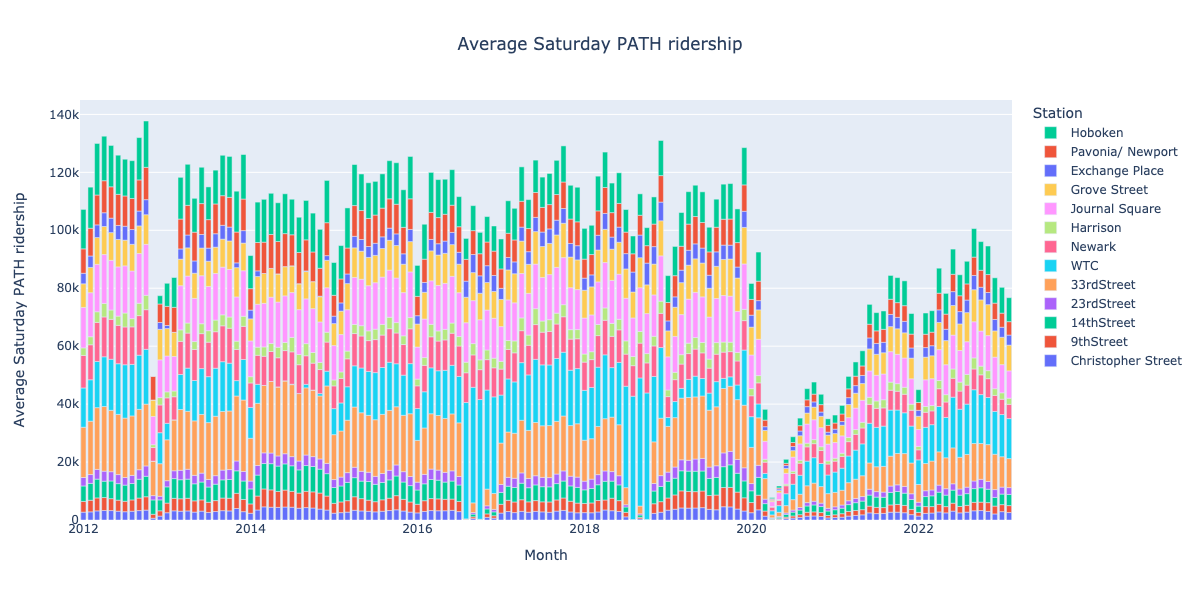 Average Saturday PATH ridership
Average Saturday PATH ridership
140k
120k
100k
80k
60k
40k
20k
0
2012
2014
2016
2018
2020
2022
Month
Station
Hoboken
Pavonia/ Newport
Exchange Place
Grove Street
Journal Square
Harrison
Newark
WTC
33rdStreet
23rdStreet
14thStreet
9thStreet
Christopher Street